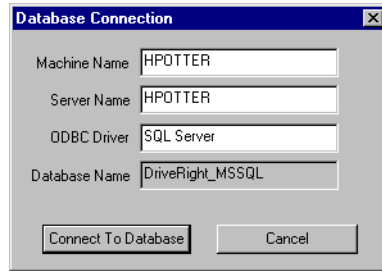 Database Connection
Machine Name HPOTTER
Server Name HPOTTER
ODBC Driver SQL Server
Database Name DriveRight_MSSQL
Connect To Database Cancel